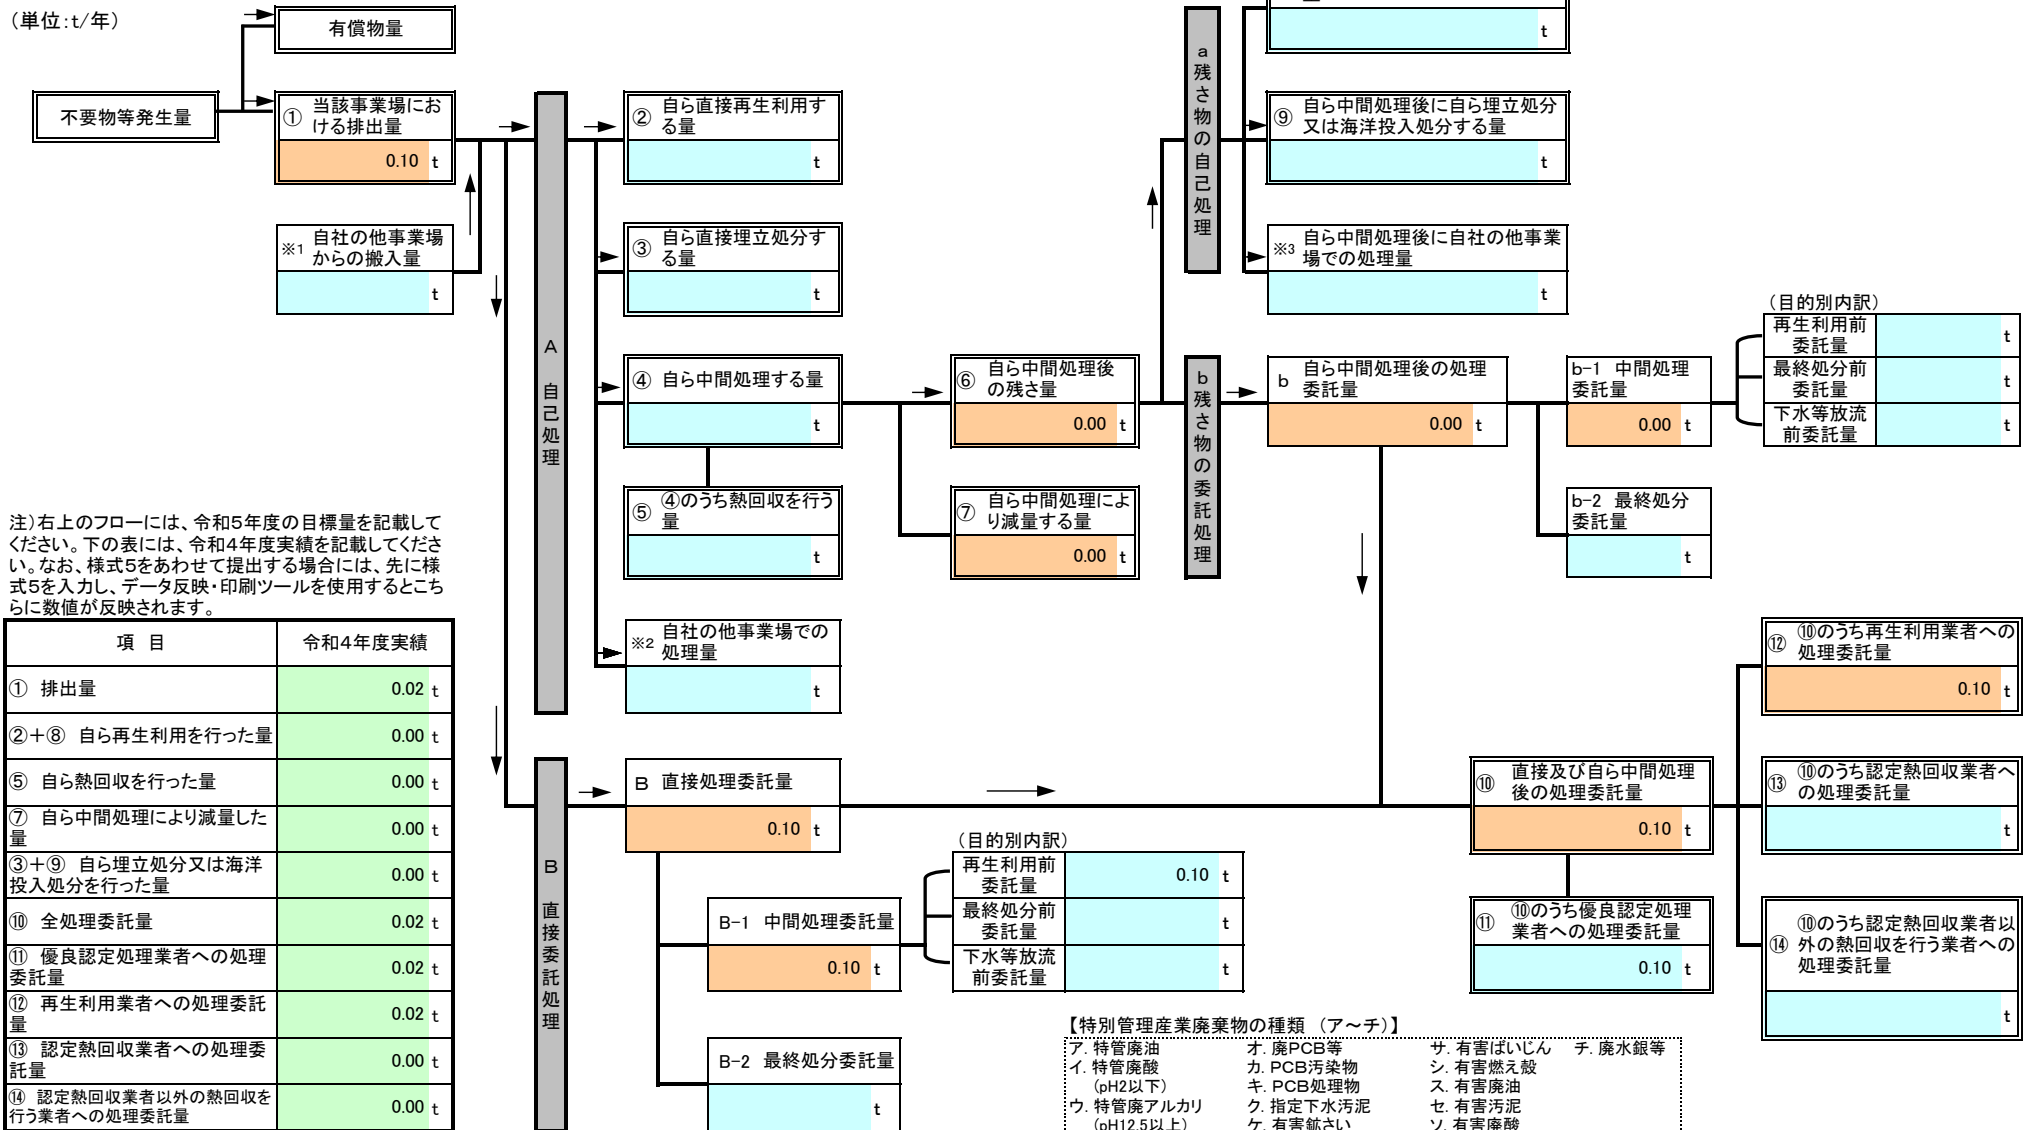 （単位：t/年）
有償物量
不要物等発生量
① 当該事業場にお
ける排出量
0.10 t
※1 自社の他事業場
からの搬入量
t
A 自己処理
② 自ら直接再生利用す
る量
t
③ 自ら直接埋立処分す
る量
t
④ 自ら中間処理する量
t
⑤ ④のうち熱回収を行う
量
t
※2 自社の他事業場での
処理量
t
⑥ 自ら中間処理後
の残さ量
0.00 t
⑦ 自ら中間処理によ
り減量する量
0.00 t
a 残さ物の自己処理
t
⑨ 自ら中間処理後に自ら埋立処分
又は海洋投入処分する量
t
※3 自ら中間処理後に自社の他事業
場での処理量
t
b 残さ物の委託処理
b 自ら中間処理後の処理
委託量
0.00 t
b-1 中間処理
委託量
0.00 t
（目的別内訳）
再生利用前
委託量
t
最終処分前
委託量
t
下水等放流
前委託量
t
b-2 最終処分
委託量
t
注）右上のフローには、令和5年度の目標量を記載して
ください。下の表には、令和4年度実績を記載してくださ
い。なお、様式5をあわせて提出する場合には、先に様
式5を入力し、データ反映・印刷ツールを使用するとこち
らに数値が反映されます。
項 目 令和4年度実績
① 排出量 0.02 t
②＋⑧ 自ら再生利用を行った量 0.00 t
⑤ 自ら熱回収を行った量 0.00 t
⑦ 自ら中間処理により減量した
量 0.00 t
③＋⑨ 自ら埋立処分又は海洋
投入処分を行った量 0.00 t
⑩ 全処理委託量 0.02 t
⑪ 優良認定処理業者への処理
委託量 0.02 t
⑫ 再生利用業者への処理委託
量 0.02 t
⑬ 認定熱回収業者への処理委
託量 0.00 t
⑭ 認定熱回収業者以外の熱回収を
行う業者への処理委託量 0.00 t
B 直接委託処理
B 直接処理委託量
0.10 t
B-1 中間処理委託量
0.10 t
B-2 最終処分委託量
t
（目的別内訳）
再生利用前
委託量
0.10 t
最終処分前
委託量
t
下水等放流
前委託量
t
⑩ 直接及び自ら中間処理
後の処理委託量
0.10 t
⑪ ⑩のうち優良認定処理
業者への処理委託量
0.10 t
⑫ ⑩のうち再生利用業者への
処理委託量
0.10 t
⑬ ⑩のうち認定熱回収業者へ
の処理委託量
t
⑭ ⑩のうち認定熱回収業者以
外の熱回収を行う業者への
処理委託量
t
【特別管理産業廃棄物の種類 （ア～チ）】
ア. 特管廃油 オ. 廃PCB等 サ. 有害ばいじん チ. 廃水銀等
イ. 特管廃酸 カ. PCB汚染物 シ. 有害燃え殻
（pH2以下） キ. PCB処理物 ス. 有害廃油
ウ. 特管廃アルカリ ク. 指定下水汚泥 セ. 有害汚泥
（pH12.5以上） ケ. 有害鉱さい ソ. 有害廃酸